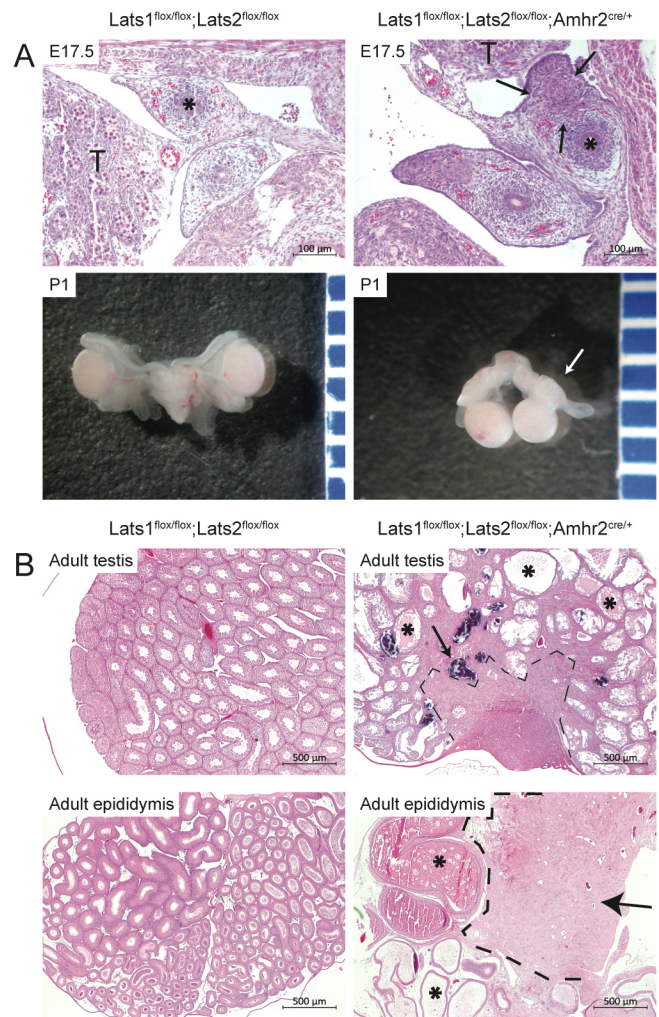 Lats1flox/flox;Lats2flox/flox Lats1flox/flox;Lats2flox/flox;Amhr2cre/+
A E17.5 * 100 µm T E17.5 T * 100 µm
P1 P1
Lats1flox/flox;Lats2flox/flox Lats1flox/flox;Lats2flox/flox;Amhr2cre/+
B Adult testis 500 µm Adult testis * * * 500 µm
Adult epididymis 500 µm Adult epididymis * * 500 µm